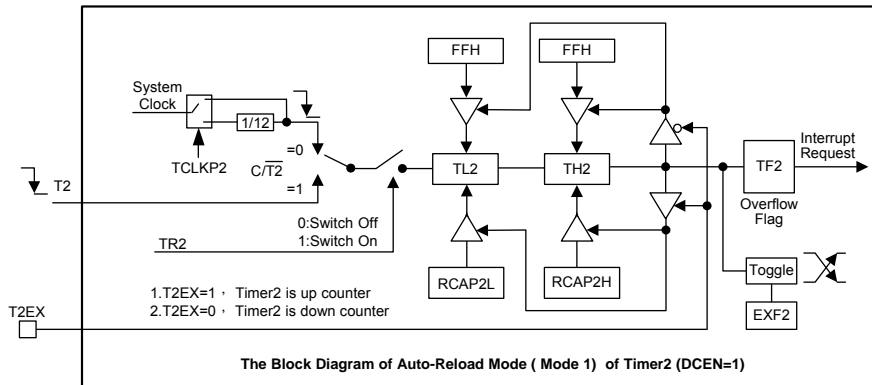 FFH
FFH
System
Clock
1/12
TCLKP2
=0
C/T2
=1
T2
TL2
TH2
TF2
Interrupt
Request
Overflow
Flag
0:Switch Off
1:Switch On
TR2
RCAP2L
RCAP2H
Toggle
EXF2
1.T2EX=1， Timer2 is up counter
2.T2EX=0， Timer2 is down counter
T2EX
The Block Diagram of Auto-Reload Mode ( Mode 1) of Timer2 (DCEN=1)